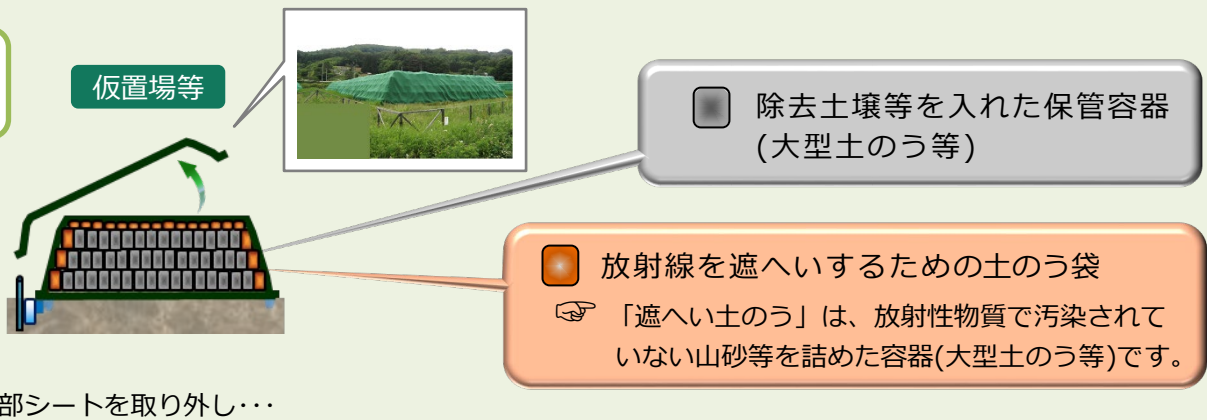 仮置場等
除去土壌等を入れた保管容器
(大型土のう等)
放射線を遮へいするための土のう袋
☞ 「遮へい土のう」は、放射性物質で汚染されて
いない山砂等を詰めた容器(大型土のう等)です。
部シートを取り外し･･･